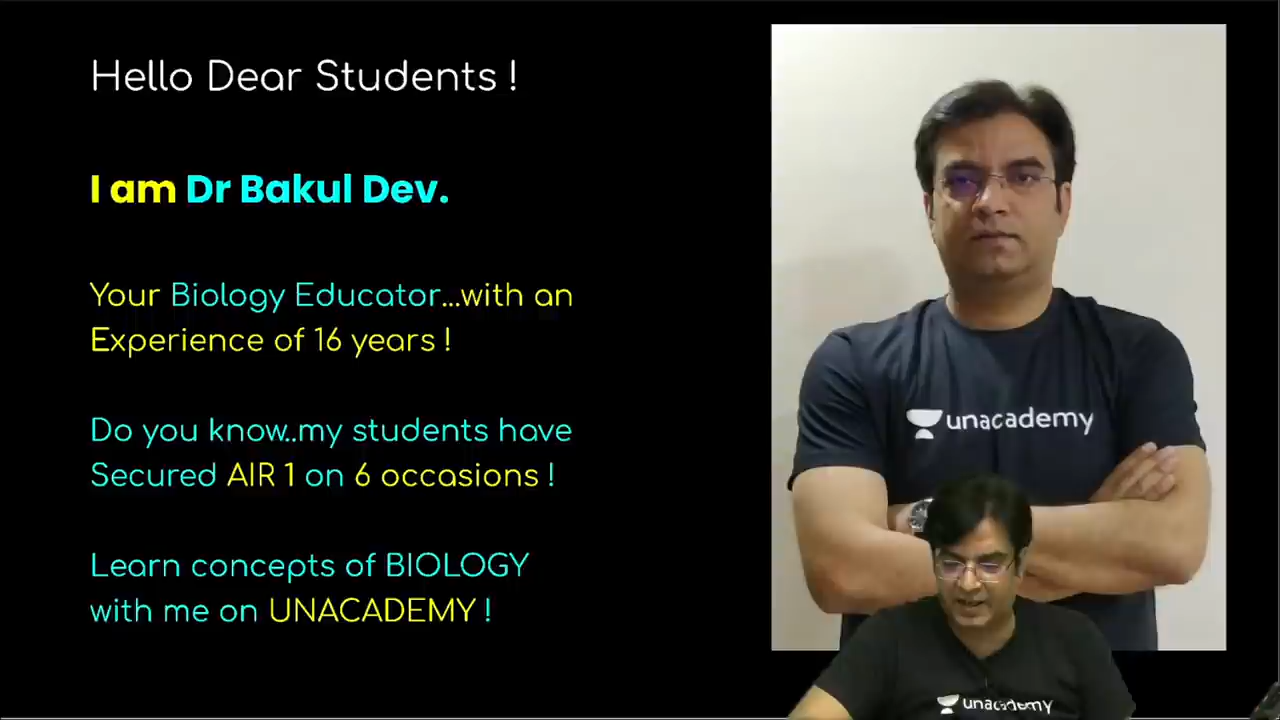 Hello Dear Students !
I am Dr Bakul Dev.
Your Biology Educator...with an
Experience of 16 years !
Do you know..my students have
Secured AIR 1 on 6 occasions !
Learn concepts of BIOLOGY
with me on UNACADEMY !
unacademy
unacademy